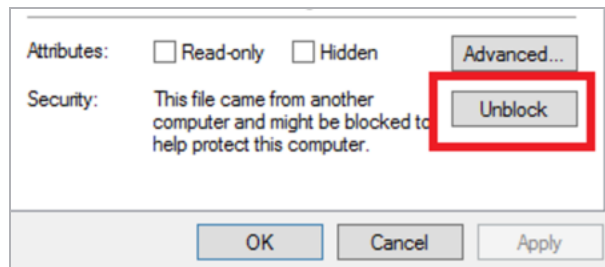 Attributes: Read-only Hidden Advanced...
Security: This file came from another
computer and might be blocked to
help protect this computer.
Unblock
OK Cancel Apply